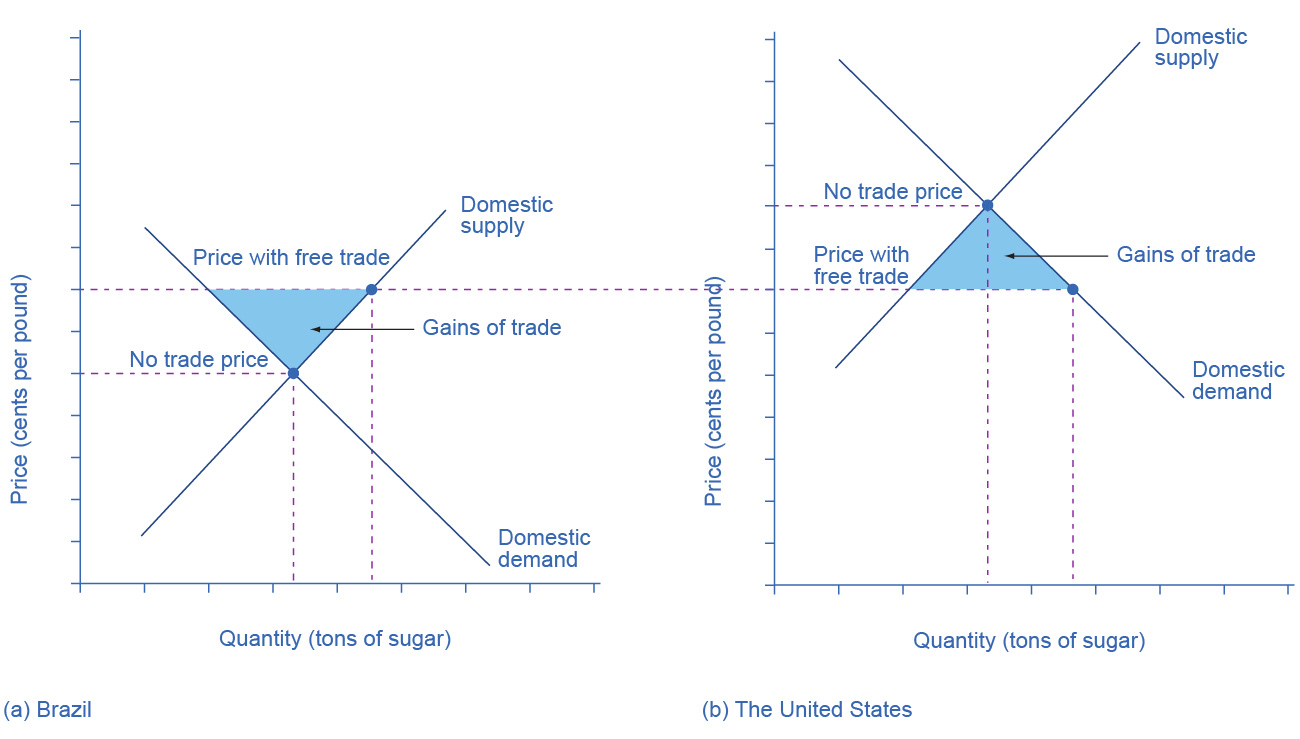 Domestic
supply
Price with free trade
Gains of trade
No trade price
Domestic
demand
Price (cents per pound)
Quantity (tons of sugar)
(a) Brazil
Domestic
supply
No trade price
Price with
free trade
Gains of trade
Domestic
demand
Price (cents per pound)
Quantity (tons of sugar)
(b) The United States